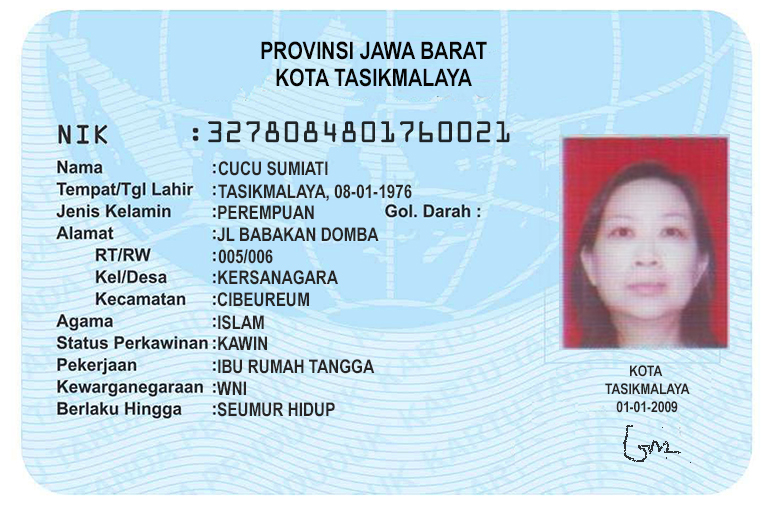 PROVINSI JAWA BARAT
KOTA TASIKMALAYA
NIK :3278084801760021
Nama :CUCU SUMIATI
Tempat/Tgl Lahir :TASIKMALAYA, 08-01-1976
Jenis Kelamin :PEREMPUAN Gol. Darah :
Alamat :JL BABAKAN DOMBA
RT/RW :005/006
Kel/Desa :KERSANAGARA
Kecamatan :CIBEUREUM
Agama :ISLAM
Status Perkawinan :KAWIN
Pekerjaan :IBU RUMAH TANGGA
Kewarganegaraan :WNI
Berlaku Hingga :SEUMUR HIDUP
KOTA
TASIKMALAYA
01-01-2009